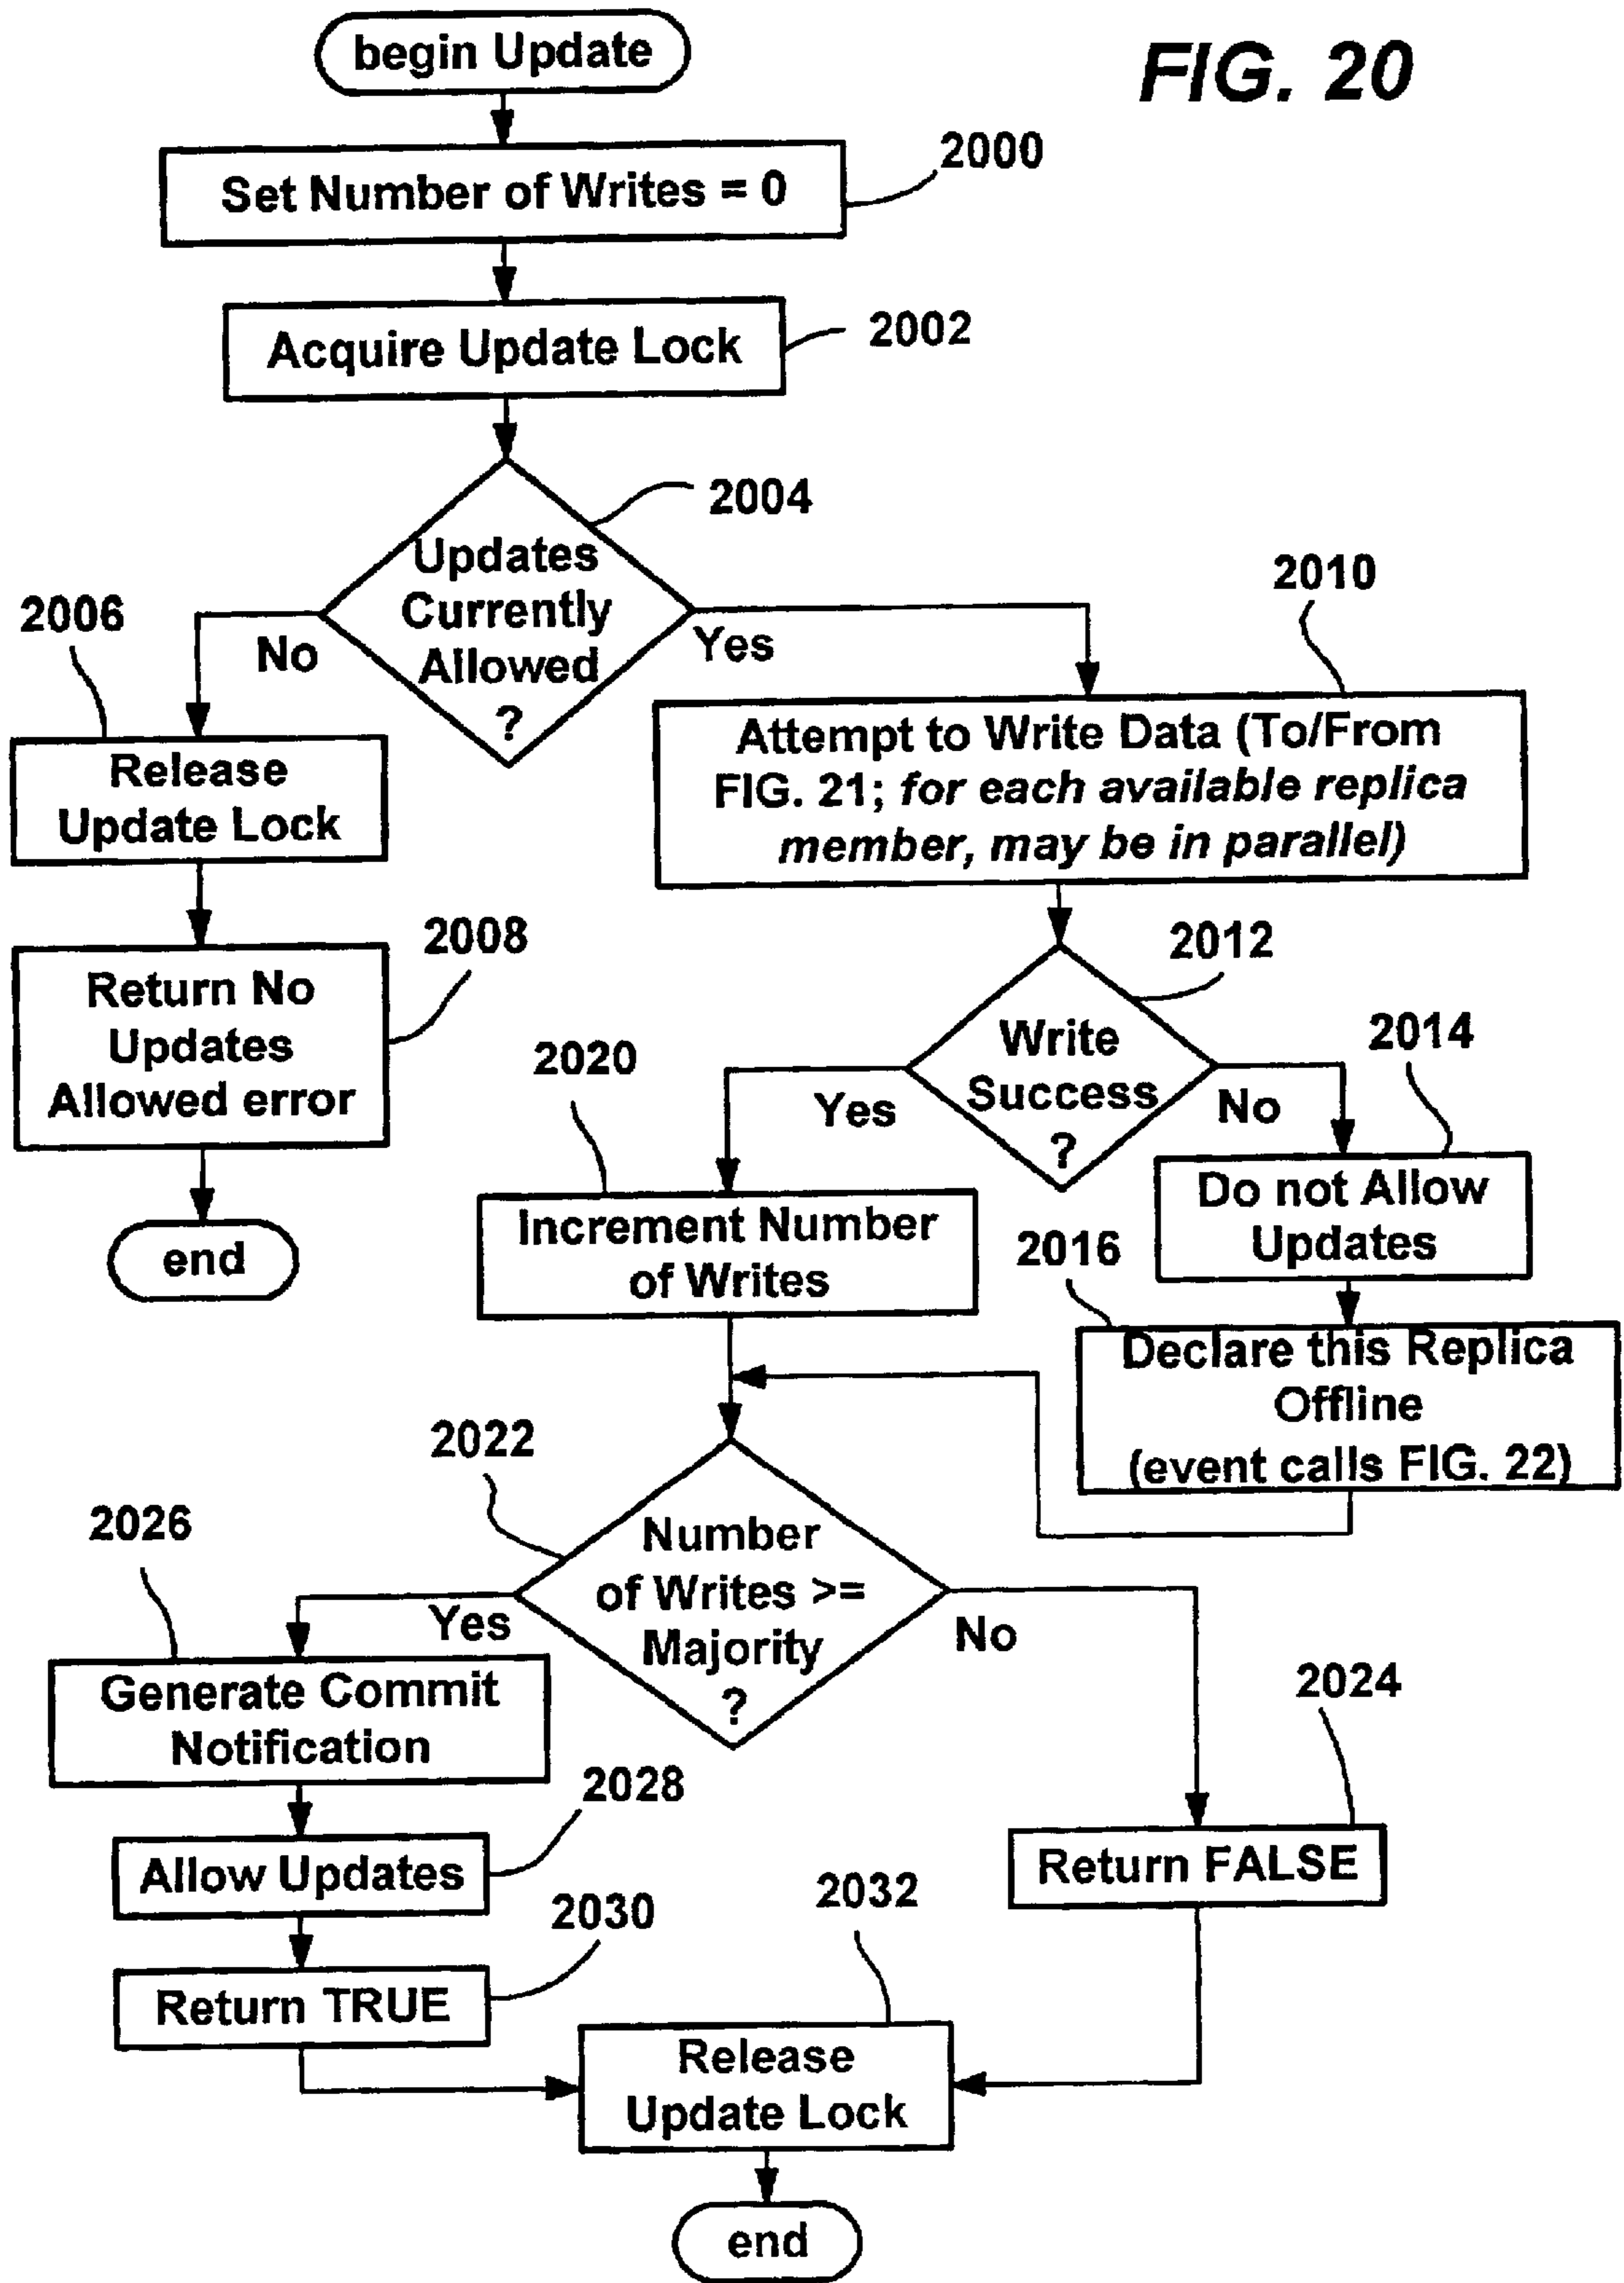 begin Update
FIG. 20
2000
Set Number of Writes = 0
2002
Acquire Update Lock
2004
Updates
Currently
Allowed
?
No
Yes
2006
Release
Update Lock
2008
Return No
Updates
Allowed error
end
2010
Attempt to Write Data (To/From
FIG. 21; for each available replica
member, may be in parallel)
2012
Write
Success
?
Yes
No
2014
Do not Allow
Updates
2016
Declare this Replica
Offline
(event calls FIG. 22)
2020
Increment Number
of Writes
2022
Number
of Writes >=
Majority
?
Yes
No
2026
Generate Commit
Notification
2024
Return FALSE
2028
Allow Updates
2030
Return TRUE
2032
Release
Update Lock
end